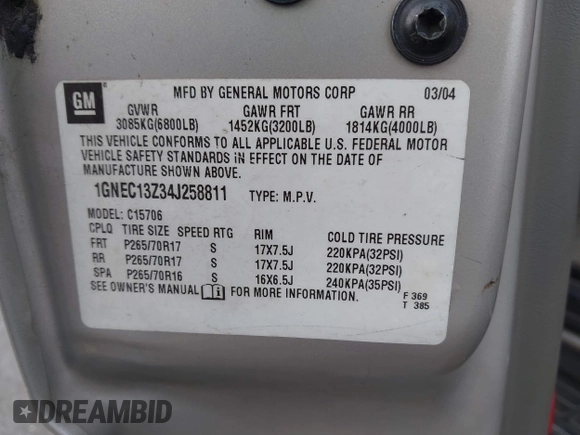 GM
MFD BY GENERAL MOTORS CORP 03/04
GVWR GAWR FRT GAWR RR
3085KG(6800LB) 1452KG(3200LB) 1814KG(4000LB)
THIS VEHICLE CONFORMS TO ALL APPLICABLE U.S. FEDERAL MOTOR
VEHICLE SAFETY STANDARDS IN EFFECT ON THE DATE OF
MANUFACTURE SHOWN ABOVE.
1GNEC13Z34J258811 TYPE: M.P.V.
MODEL: C15706
CPLQ TIRE SIZE SPEED RTG RIM COLD TIRE PRESSURE
FRT P265/70R17 S 17X7.5J 220KPA(32PSI)
RR P265/70R17 S 17X7.5J 220KPA(32PSI)
SPA P265/70R16 S 16X6.5J 240KPA(35PSI)
SEE OWNER'S MANUAL FOR MORE INFORMATION.
F 369
T 385
DREAMBID